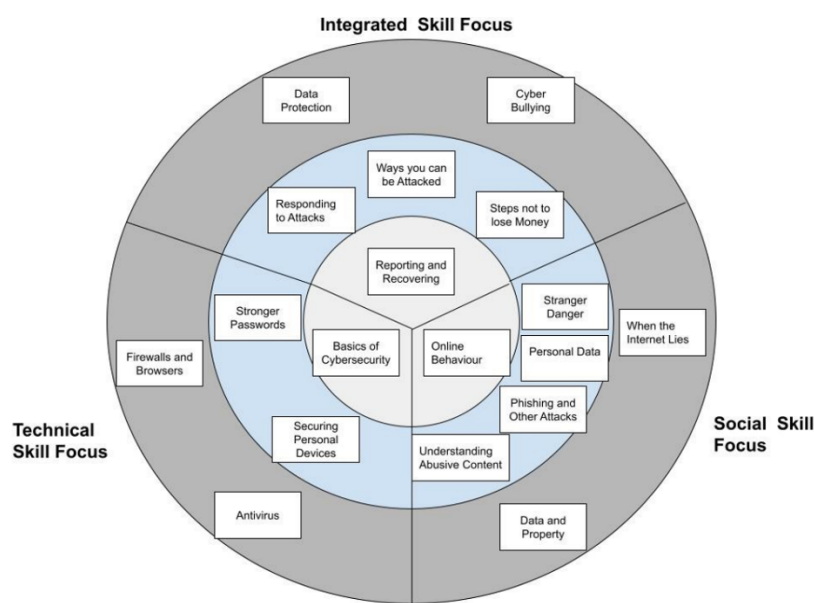 Integrated Skill Focus
Data
Protection
Cyber
Bullying
Ways you can
be Attacked
Responding
to Attacks
Steps not to
lose Money
Reporting and
Recovering
Stronger
Passwords
Stranger
Danger
Firewalls and
Browsers
Basics of
Cybersecurity
Online
Behaviour
Personal Data
When the
Internet Lies
Phishing and
Other Attacks
Technical
Skill Focus
Securing
Personal
Devices
Understanding
Abusive Content
Social Skill
Focus
Antivirus
Data and
Property